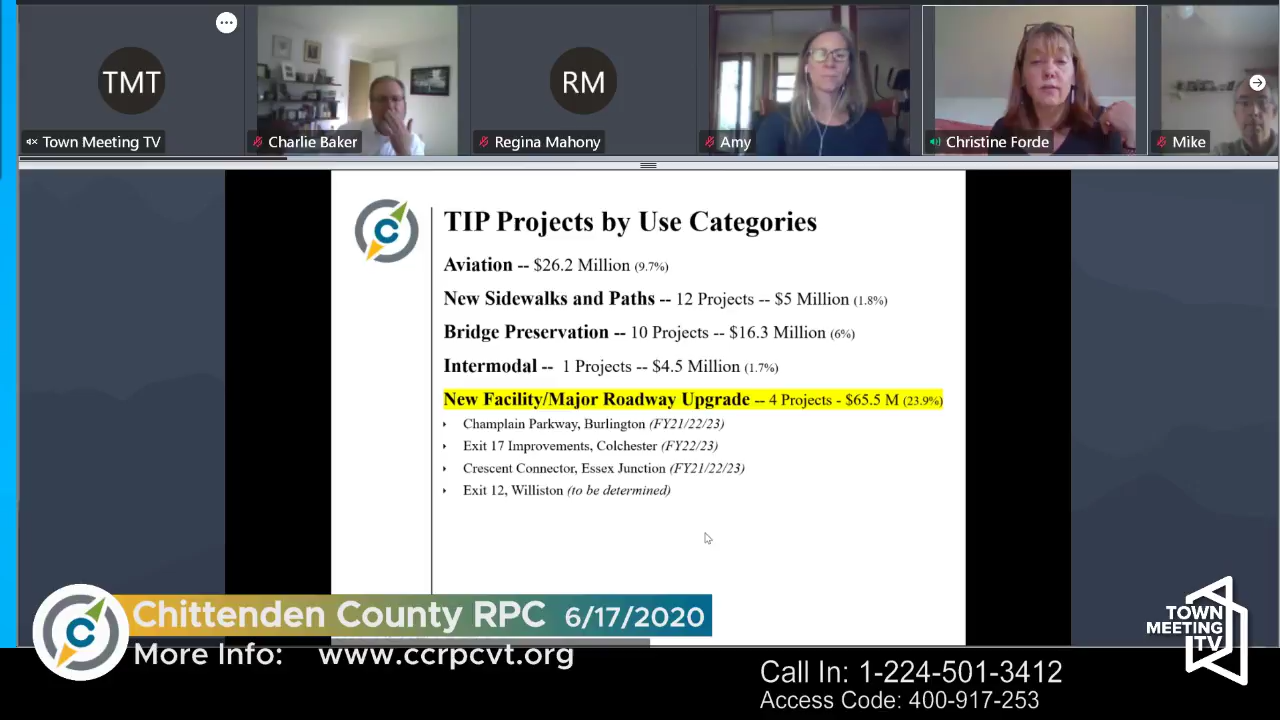 TMT
RM
Town Meeting TV
Charlie Baker
Regina Mahony
Amy
Christine Forde
Mike
C
TIP Projects by Use Categories
Aviation -- $26.2 Million (9.7%)
New Sidewalks and Paths -- 12 Projects -- $5 Million (1.8%)
Bridge Preservation -- 10 Projects -- $16.3 Million (6%)
Intermodal -- 1 Projects -- $4.5 Million (1.7%)
New Facility/Major Roadway Upgrade -- 4 Projects - $65.5 M (23.9%)
Champlain Parkway, Burlington (FY21/22/23)
Exit 17 Improvements, Colchester (FY22/23)
Crescent Connector, Essex Junction (FY21/22/23)
Exit 12, Williston (to be determined)
C
Chittenden County RPC 6/17/2020
More Info: www.ccrpcvt.org
TOWN
MEETING
TV
Call In: 1-224-501-3412
Access Code: 400-917-253